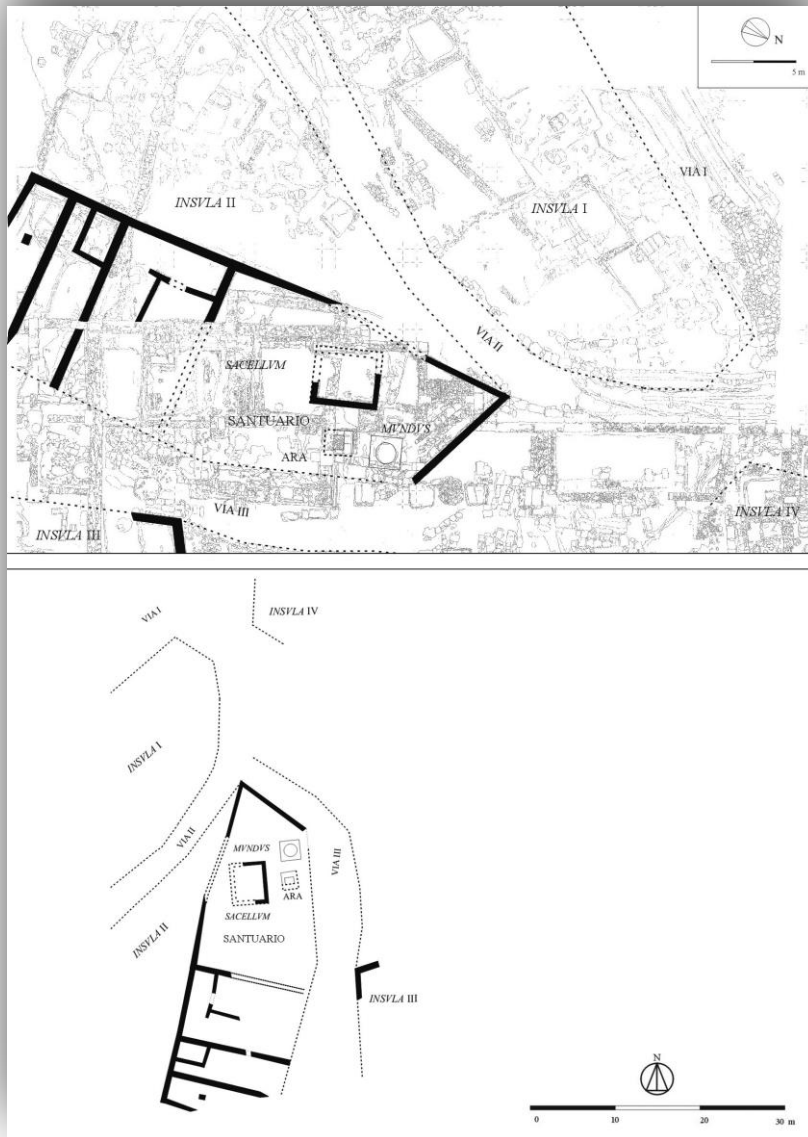 N
5 m
VIA I
INSVLA II
INSVLA I
VIA II
SACELLVM
SANTUARIO
MVNDVS
ARA
VIA III
INSVLA III
INSVLA IV
VIA I
INSVLA IV
INSVLA I
VIA II
MVNDVS
VIA III
ARA
SACELLVM
INSVLA II
SANTUARIO
INSVLA III
N
0 10 20 30 m